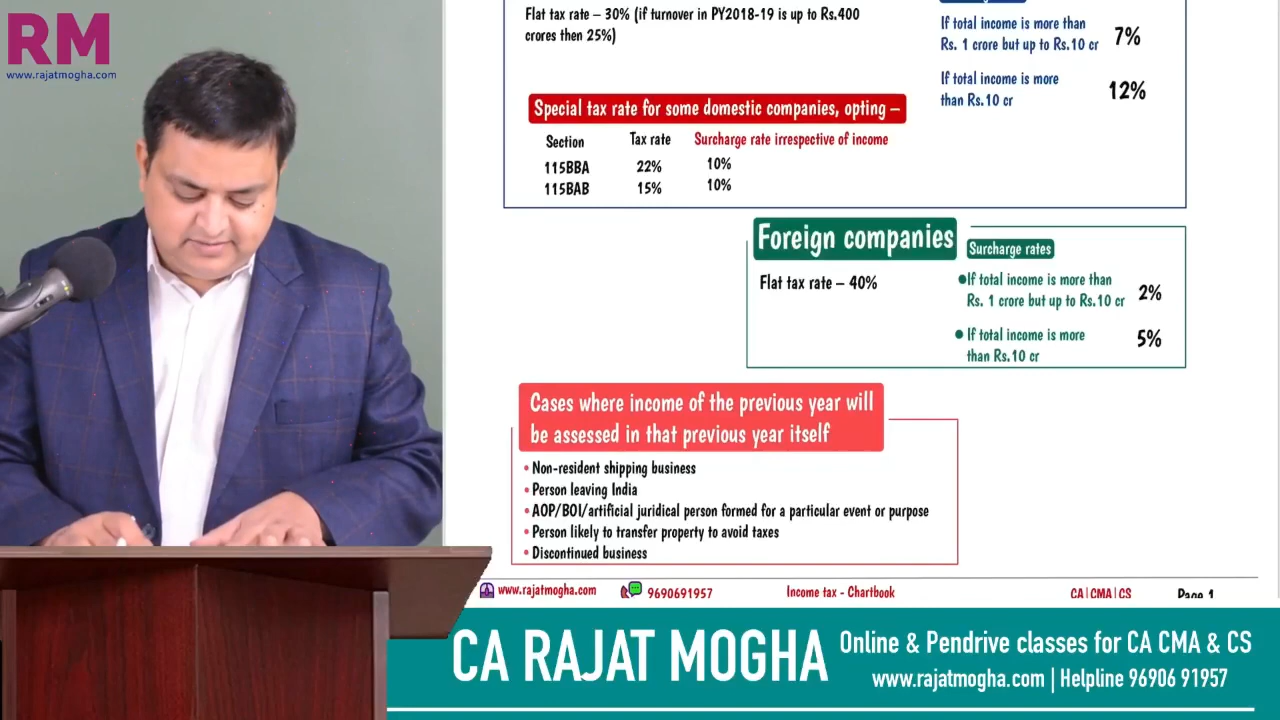 RM
www.rajatmogha.com
Flat tax rate – 30% (if turnover in PY2018-19 is up to Rs.400
crores then 25%)
If total income is more than
Rs. 1 crore but up to Rs.10 cr
7%
If total income is more
than Rs.10 cr
12%
Special tax rate for some domestic companies, opting –
Section Tax rate Surcharge rate irrespective of income
115BBA 22% 10%
115BAB 15% 10%
Foreign companies
Surcharge rates
Flat tax rate – 40%
•If total income is more than
Rs. 1 crore but up to Rs.10 cr
2%
• If total income is more
than Rs.10 cr
5%
Cases where income of the previous year will
be assessed in that previous year itself
• Non-resident shipping business
• Person leaving India
• AOP/BOI/artificial juridical person formed for a particular event or purpose
• Person likely to transfer property to avoid taxes
• Discontinued business
www.rajatmogha.com 9690691957 Income tax - Chartbook CA|CMA|CS Page 1
CA RAJAT MOGHA
Online & Pendrive classes for CA CMA & CS
www.rajatmogha.com | Helpline 96906 91957